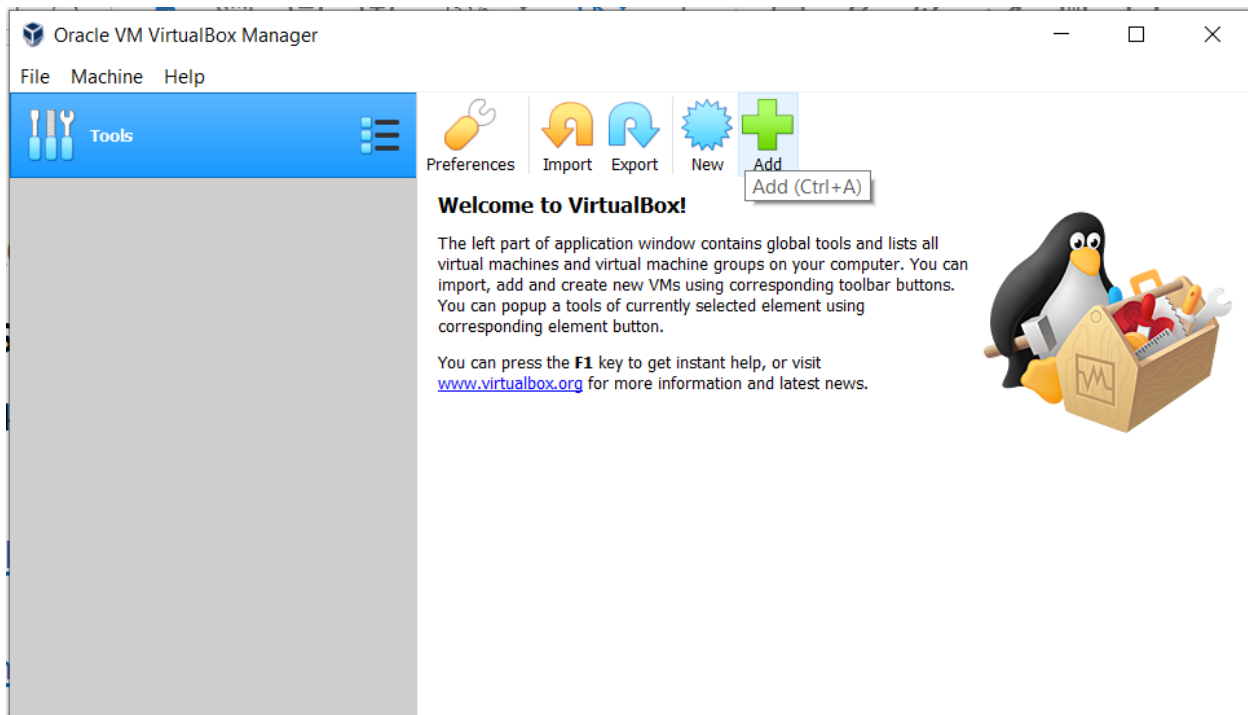 Oracle VM VirtualBox Manager
File Machine Help
Tools
Preferences Import Export New Add
Add (Ctrl+A)
Welcome to VirtualBox!
The left part of application window contains global tools and lists all
virtual machines and virtual machine groups on your computer. You can
import, add and create new VMs using corresponding toolbar buttons.
You can popup a tools of currently selected element using
corresponding element button.
You can press the F1 key to get instant help, or visit
www.virtualbox.org for more information and latest news.